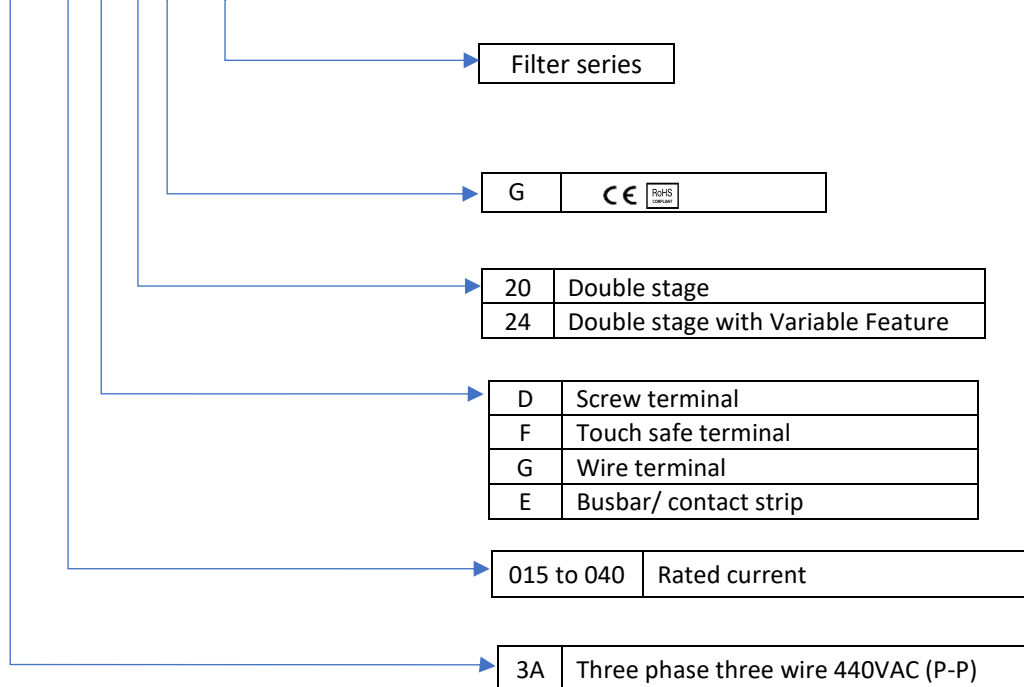 Filter series
G CE RoHS COMPLIANT
20 Double stage
24 Double stage with Variable Feature
D Screw terminal
F Touch safe terminal
G Wire terminal
E Busbar/ contact strip
015 to 040 Rated current
3A Three phase three wire 440VAC (P-P)